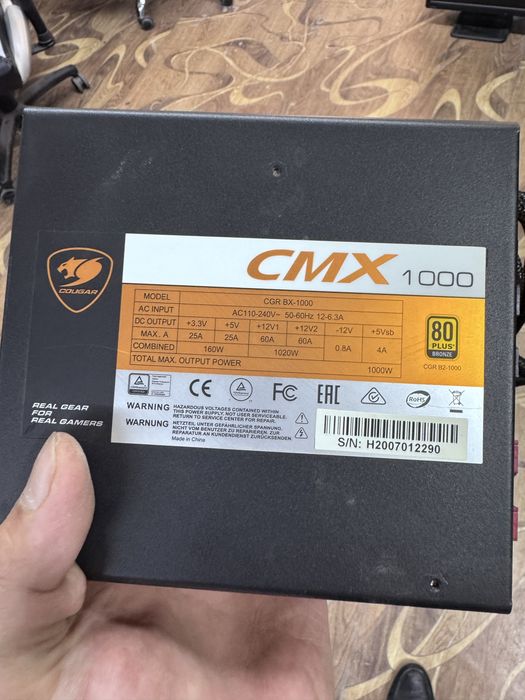 COUGAR
CMX 1000
MODEL CGR BX-1000
AC INPUT AC110-240V~ 50-60Hz 12-6.3A
DC OUTPUT +3.3V +5V +12V1 +12V2 -12V +5Vsb
MAX. A 25A 25A 60A 60A 0.8A 4A
COMBINED 160W 1020W
TOTAL MAX. OUTPUT POWER 1000W
80
PLUS
BRONZE
CGR B2-1000
CE FC EAC RoHS
WARNING HAZARDOUS VOLTAGES CONTAINED WITHIN
THIS POWER SUPPLY, NOT USER SERVICEABLE.
RETURN TO SERVICE CENTER FOR REPAIR.
WARNUNG NETZTEIL UNTER GEFÄHRLICHER SPANNUNG.
NICHT VOM BENUTZER ZU REPARIEREN. ZUR
REPARATUR AN KUNDENDIENST ZURÜCKSENDEN.
Made in China
S/N: H2007012290
REAL GEAR
FOR
REAL GAMERS